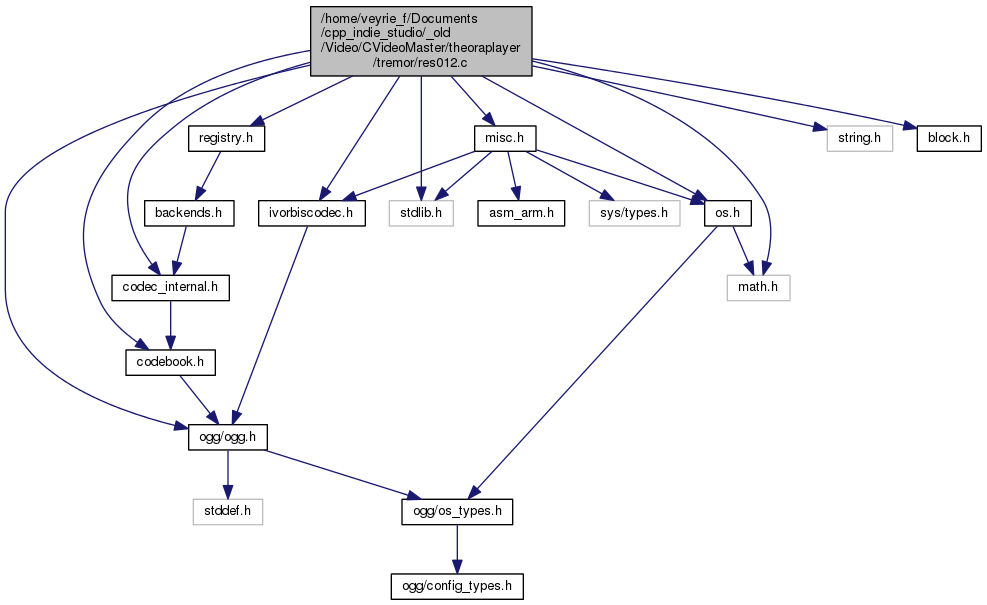 /home/veyrie_f/Documents
/cpp_indie_studio/_old
/Video/CVideoMaster/theoraplayer
/tremor/res012.c
registry.h
misc.h
string.h
block.h
backends.h
ivorbiscodec.h
stdlib.h
asm_arm.h
sys/types.h
os.h
codec_internal.h
math.h
codebook.h
ogg/ogg.h
stddef.h
ogg/os_types.h
ogg/config_types.h